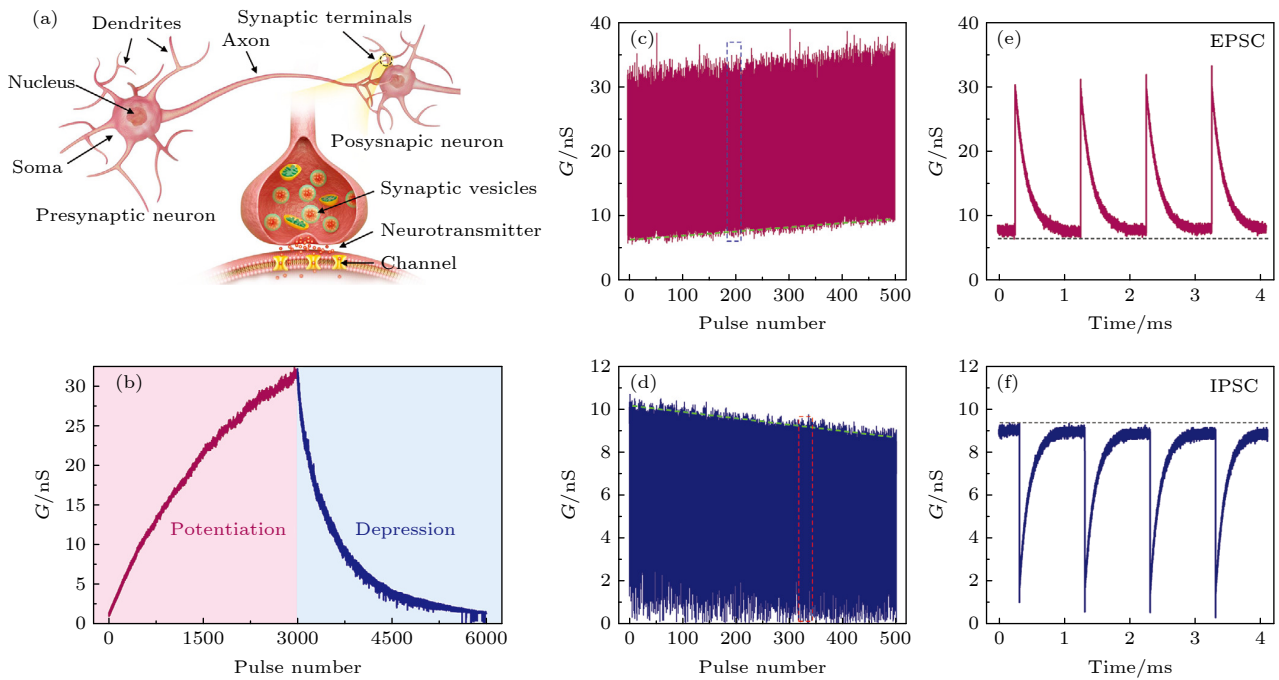 (a)
Dendrites
Synaptic terminals
Axon
Nucleus
Soma
Posysnapic neuron
Presynaptic neuron
Synaptic vesicles
Neurotransmitter
Channel
(b)
G/nS
30
25
20
15
10
5
0
Potentiation
Depression
0 1500 3000 4500 6000
Pulse number
(c)
G/nS
40
30
20
10
0
0 100 200 300 400 500
Pulse number
(d)
G/nS
12
10
8
6
4
2
0
0 100 200 300 400 500
Pulse number
(e)
EPSC
G/nS
40
30
20
10
0
0 1 2 3 4
Time/ms
(f)
IPSC
G/nS
12
10
8
6
4
2
0
0 1 2 3 4
Time/ms